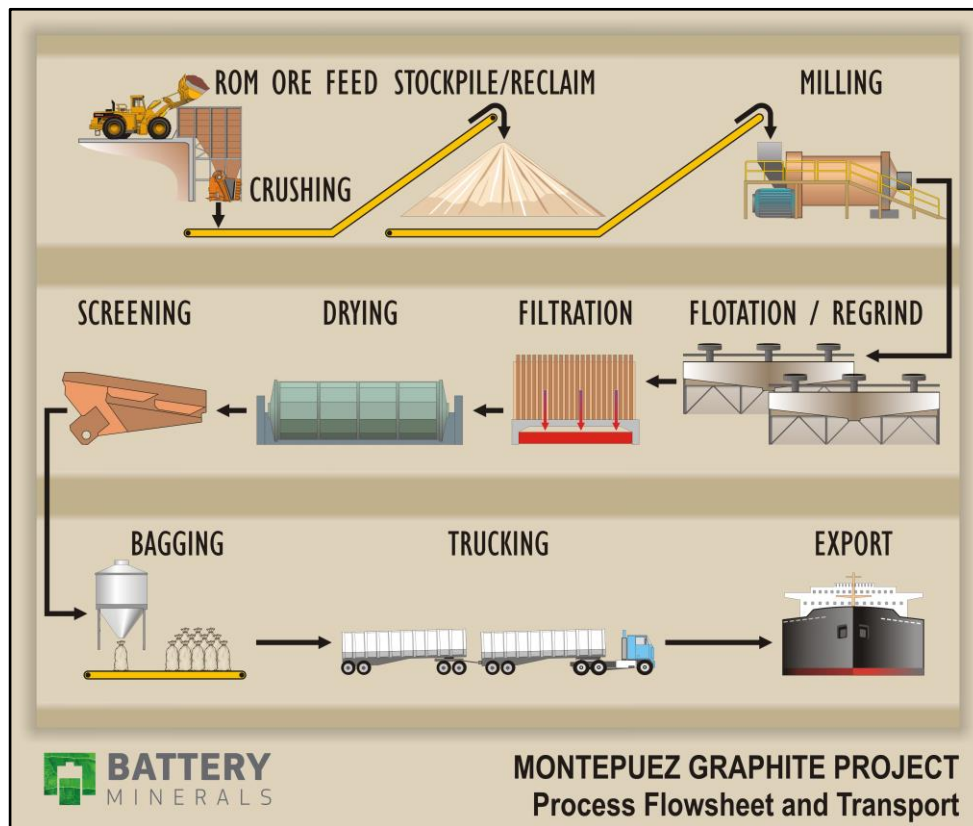 ROM ORE FEED STOCKPILE/RECLAIM MILLING
CRUSHING
SCREENING DRYING FILTRATION FLOTATION / REGRIND
BAGGING TRUCKING EXPORT
BATTERY
MINERALS
MONTEPUEZ GRAPHITE PROJECT
Process Flowsheet and Transport